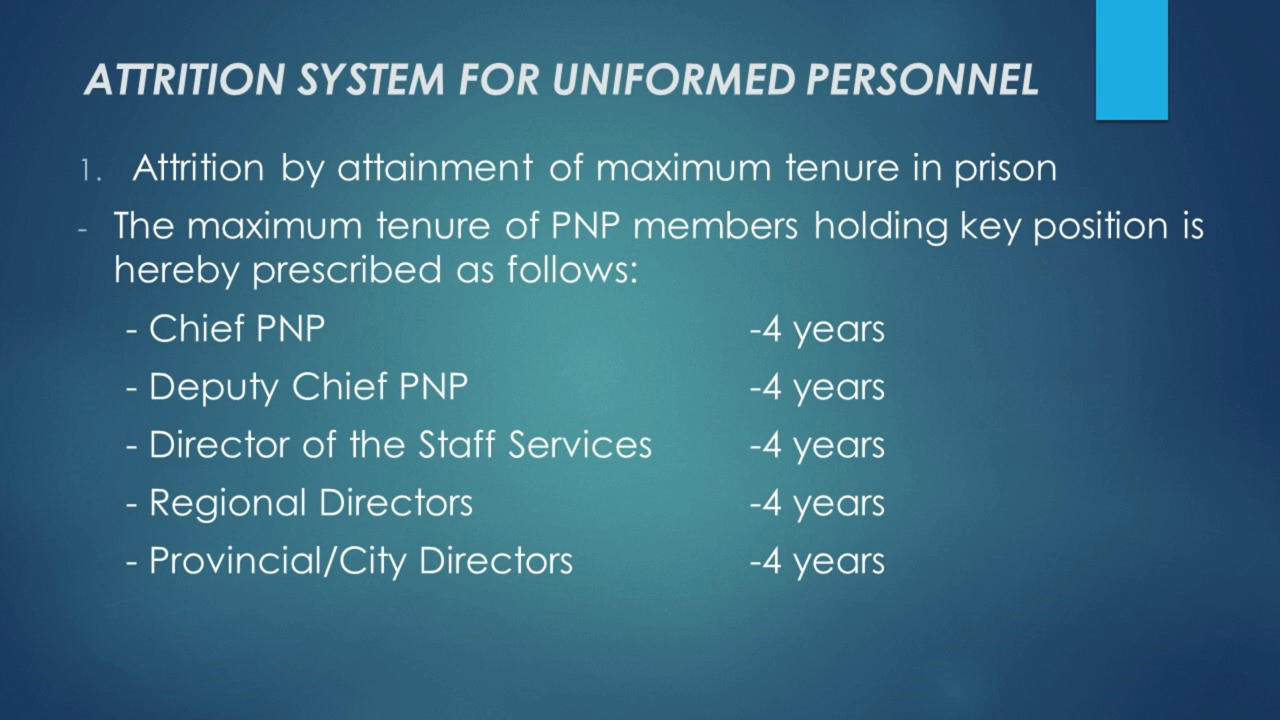 ATTRITION SYSTEM FOR UNIFORMED PERSONNEL
1. Attrition by attainment of maximum tenure in prison
- The maximum tenure of PNP members holding key position is
hereby prescribed as follows:
- Chief PNP -4 years
- Deputy Chief PNP -4 years
- Director of the Staff Services -4 years
- Regional Directors -4 years
- Provincial/City Directors -4 years